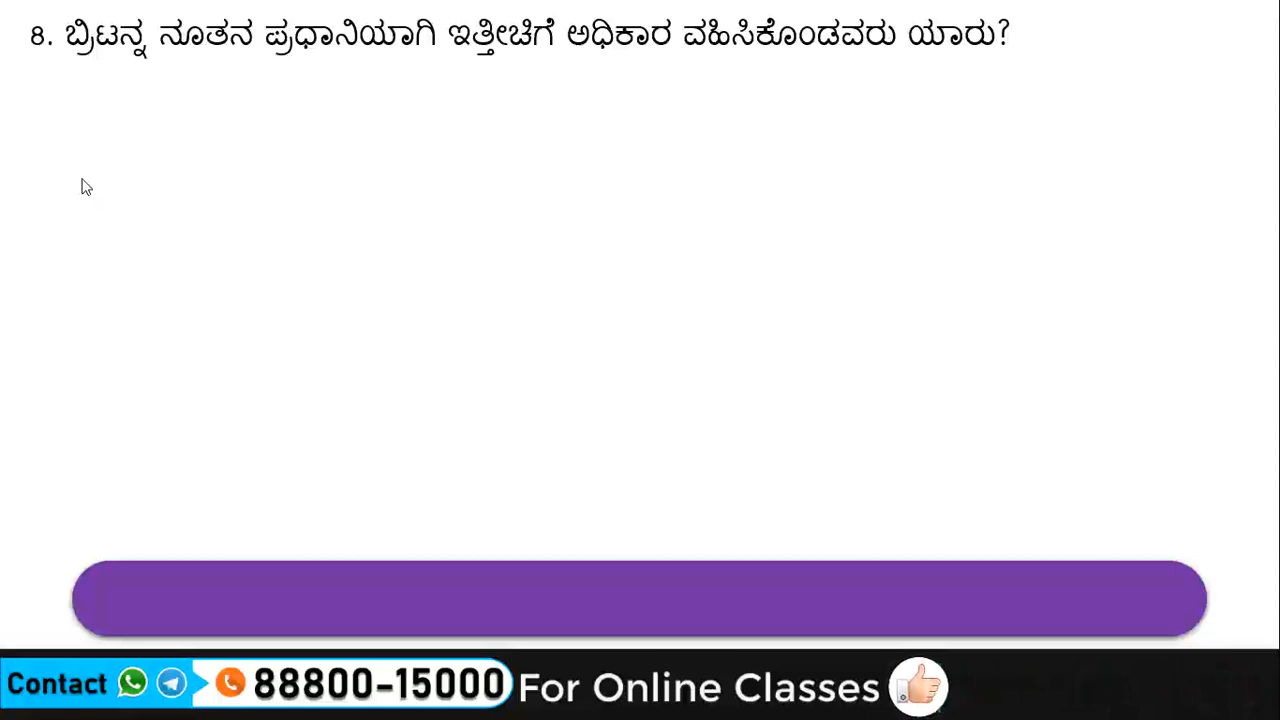 8. ಬ್ರಿಟನ್ನ ನೂತನ ಪ್ರಧಾನಿಯಾಗಿ ಇತ್ತೀಚಿಗೆ ಅಧಿಕಾರ ವಹಿಸಿಕೊಂಡವರು ಯಾರು?
Contact 88800-15000 For Online Classes